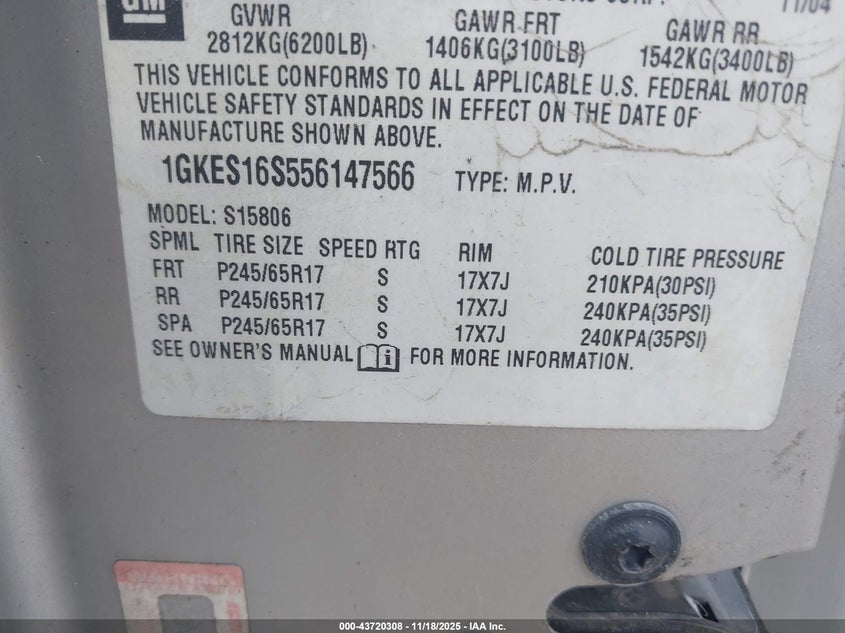 GM CORP. 11/04
GVWR GAWR FRT GAWR RR
2812KG(6200LB) 1406KG(3100LB) 1542KG(3400LB)
THIS VEHICLE CONFORMS TO ALL APPLICABLE U.S. FEDERAL MOTOR
VEHICLE SAFETY STANDARDS IN EFFECT ON THE DATE OF
MANUFACTURE SHOWN ABOVE.
1GKES16S556147566 TYPE: M.P.V.
MODEL: S15806
SPML TIRE SIZE SPEED RTG RIM COLD TIRE PRESSURE
FRT P245/65R17 S 17X7J 210KPA(30PSI)
RR P245/65R17 S 17X7J 240KPA(35PSI)
SPA P245/65R17 S 17X7J 240KPA(35PSI)
SEE OWNER'S MANUAL i FOR MORE INFORMATION.
000-43720308 - 11/18/2025 - IAA Inc.